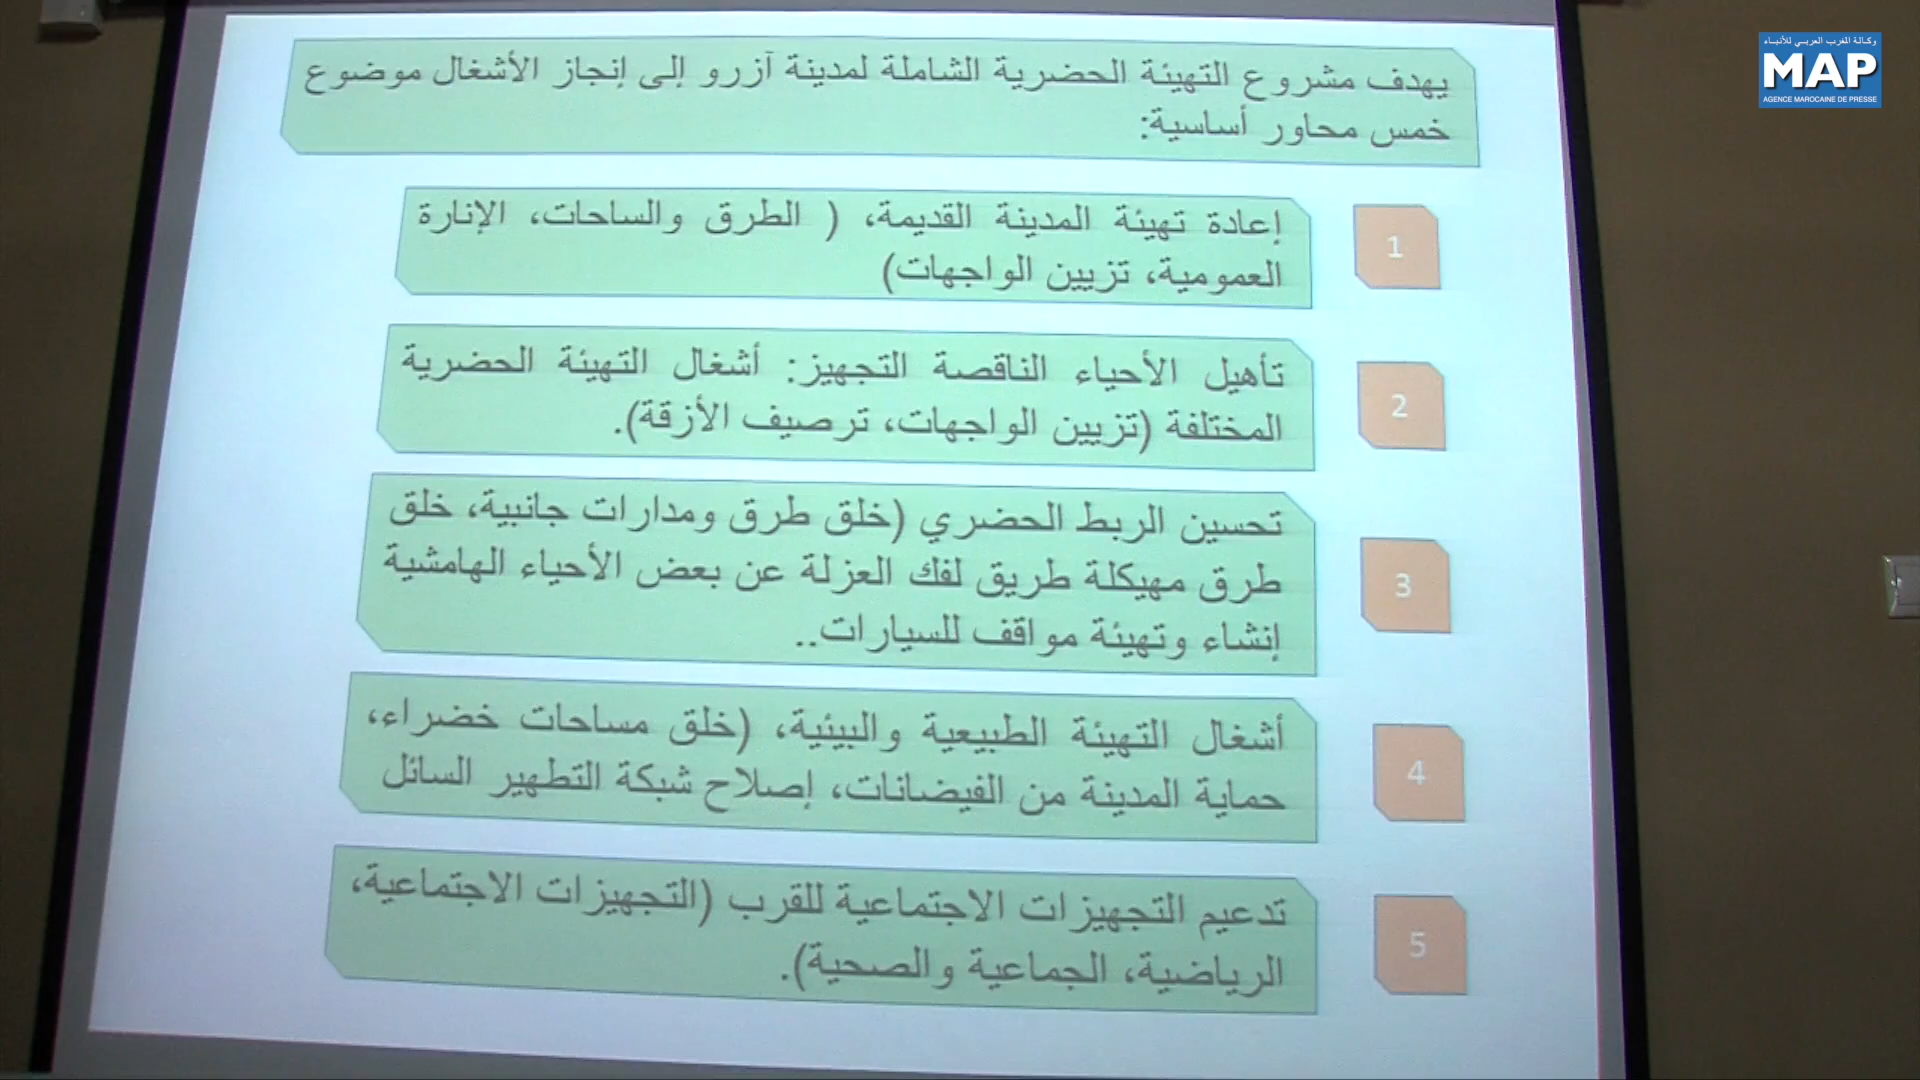 وكالة المغرب العربي للأنباء
MAP
AGENCE MAROCAINE DE PRESSE
يهدف مشروع التهيئة الحضرية الشاملة لمدينة آزرو إلى إنجاز الأشغال موضوع
خمس محاور أساسية:
1
إعادة تهيئة المدينة القديمة، ( الطرق والساحات، الإنارة
العمومية، تزيين الواجهات)
2
تأهيل الأحياء الناقصة التجهيز: أشغال التهيئة الحضرية
المختلفة (تزيين الواجهات، ترصيف الأزقة).
3
تحسين الربط الحضري (خلق طرق ومدارات جانبية، خلق
طرق مهيكلة طريق لفك العزلة عن بعض الأحياء الهامشية
إنشاء وتهيئة مواقف للسيارات..
4
أشغال التهيئة الطبيعية والبيئية، (خلق مساحات خضراء،
حماية المدينة من الفيضانات، إصلاح شبكة التطهير السائل
5
تدعيم التجهيزات الاجتماعية للقرب (التجهيزات الاجتماعية،
الرياضية، الجماعية والصحية).